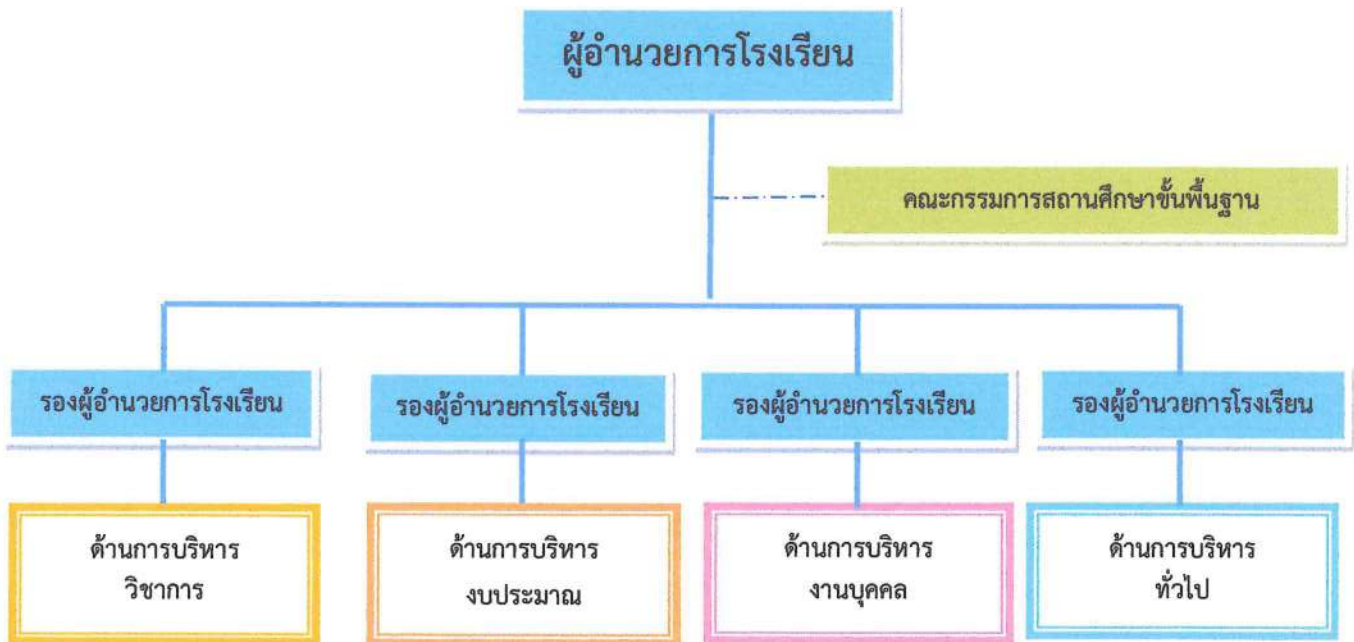 ผู้อำนวยการโรงเรียน
คณะกรรมการสถานศึกษาขั้นพื้นฐาน
รองผู้อำนวยการโรงเรียน
รองผู้อำนวยการโรงเรียน
รองผู้อำนวยการโรงเรียน
รองผู้อำนวยการโรงเรียน
ด้านการบริหาร
วิชาการ
ด้านการบริหาร
งบประมาณ
ด้านการบริหาร
งานบุคคล
ด้านการบริหาร
ทั่วไป